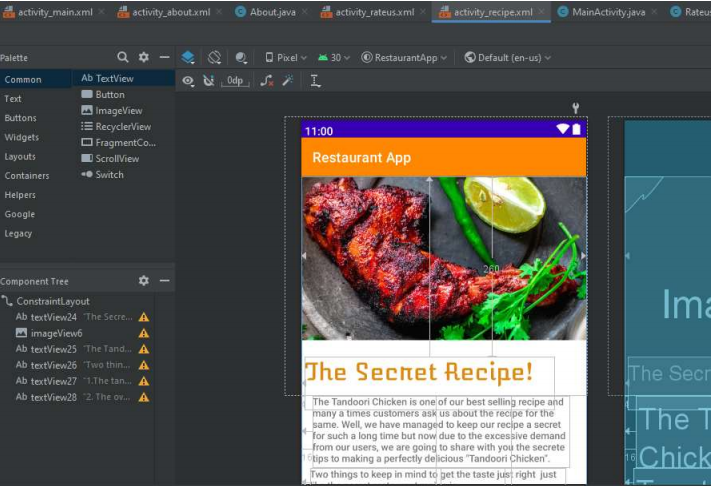 activity_main.xml
activity_about.xml
About.java
activity_rateus.xml
activity_recipe.xml
MainActivity.java
Rateus
Palette
Pixel
30
RestaurantApp
Default (en-us)
Common
Text
Buttons
Widgets
Layouts
Containers
Helpers
Google
Legacy
Ab TextView
Button
ImageView
RecyclerView
FragmentCo...
ScrollView
Switch
0dp
Component Tree
ConstraintLayout
Ab textView24 "The Secre...
imageView6
Ab textView25 "The Tand...
Ab textView26 "Two thin...
Ab textView27 "1.The tan...
Ab textView28 "2. The ov...
11:00
Restaurant App
260
The Secret Recipe!
The Tandoori Chicken is one of our best selling recipe and
many a times customers ask us about the recipe for the
same. Well, we have managed to keep our recipe a secret
for such a long time but now due to the excessive demand
from our users, we are going to share with you the secrete
tips to making a perfectly delicious "Tandoori Chicken".
Two things to keep in mind to get the taste just right just
16
Ima
The Secr
The T
Chick
16